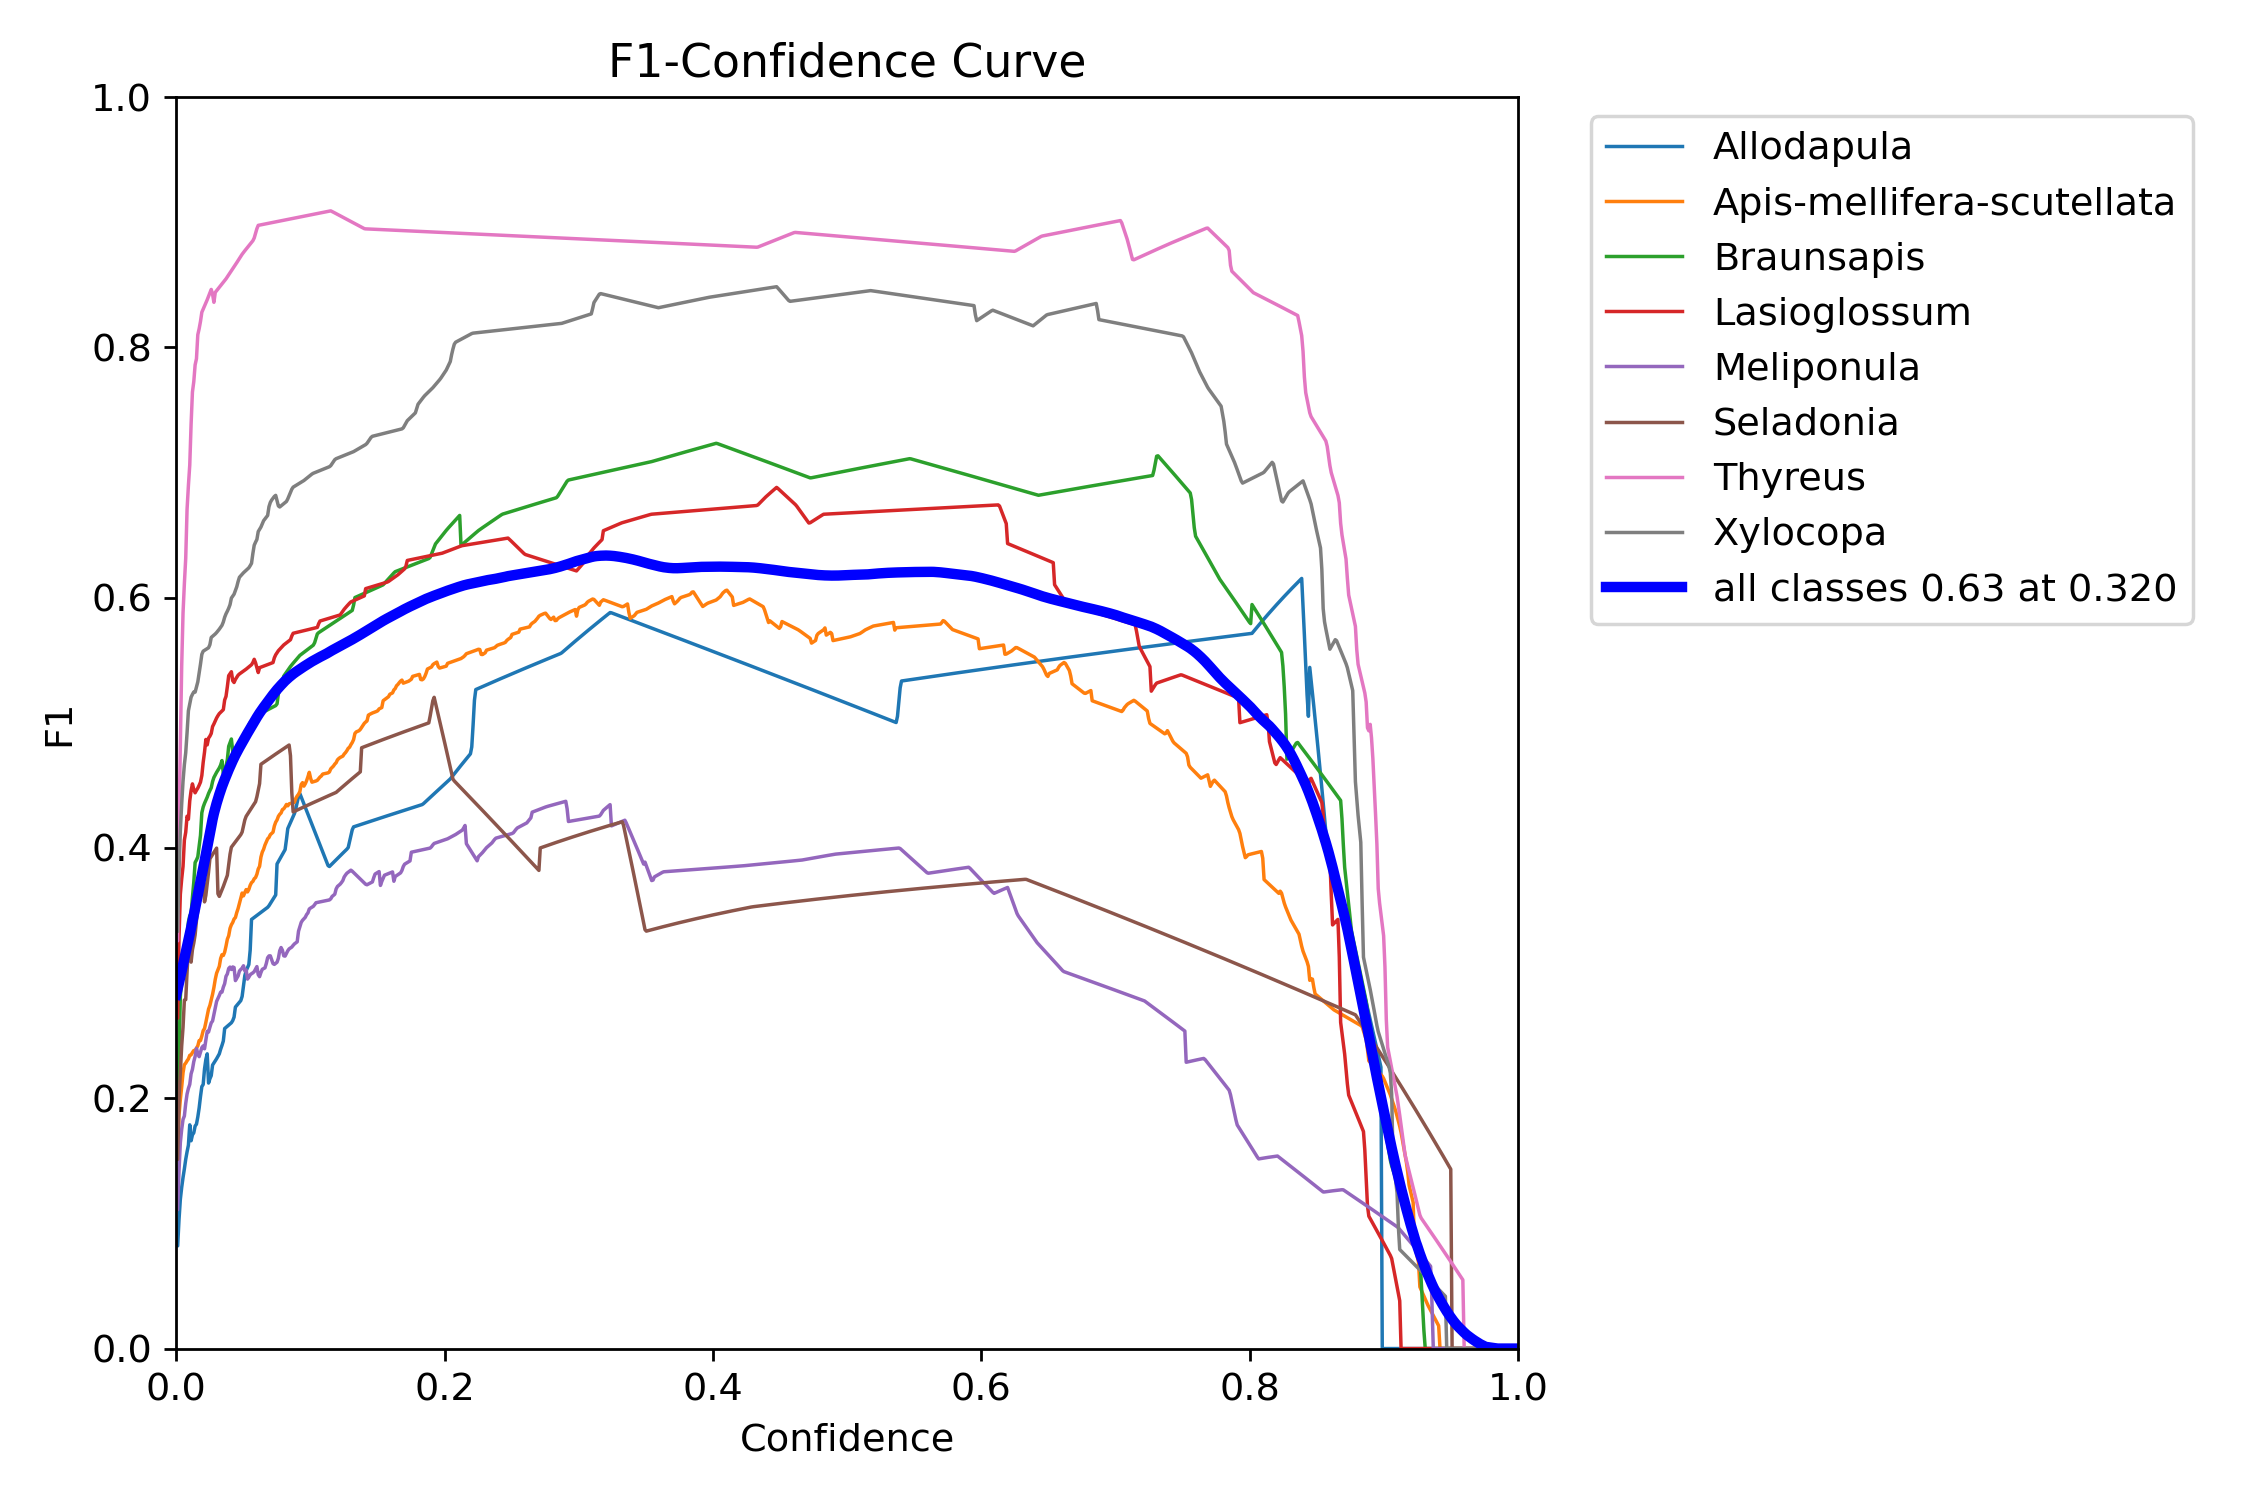 F1-Confidence Curve
1.0
0.8
0.6
0.4
0.2
0.0
F1
0.0 0.2 0.4 0.6 0.8 1.0
Confidence
Allodapula
Apis-mellifera-scutellata
Braunsapis
Lasioglossum
Meliponula
Seladonia
Thyreus
Xylocopa
all classes 0.63 at 0.320